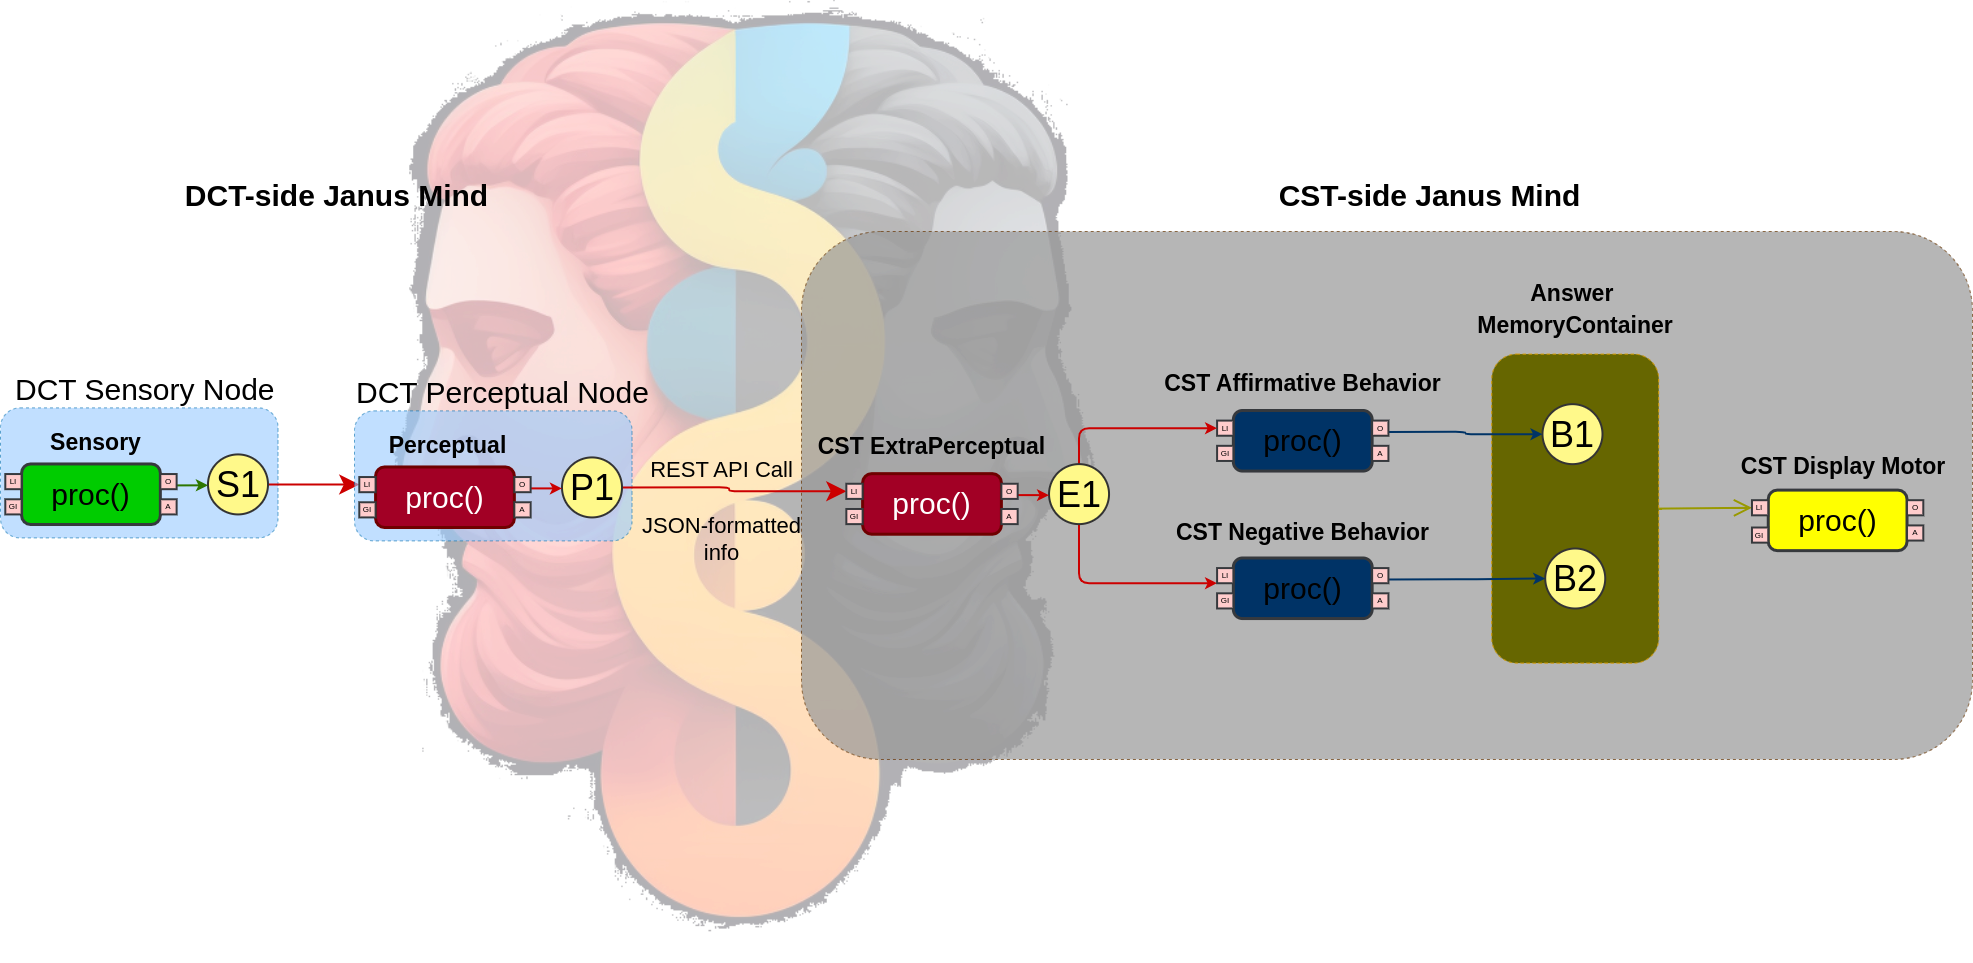 DCT-side Janus Mind
CST-side Janus Mind
DCT Sensory Node
Sensory
LI
GI
proc()
O
A
S1
DCT Perceptual Node
Perceptual
LI
GI
proc()
O
A
P1
REST API Call
JSON-formatted
info
CST ExtraPerceptual
LI
GI
proc()
O
A
E1
CST Affirmative Behavior
LI
GI
proc()
O
A
CST Negative Behavior
LI
GI
proc()
O
A
Answer
MemoryContainer
B1
B2
CST Display Motor
LI
GI
proc()
O
A